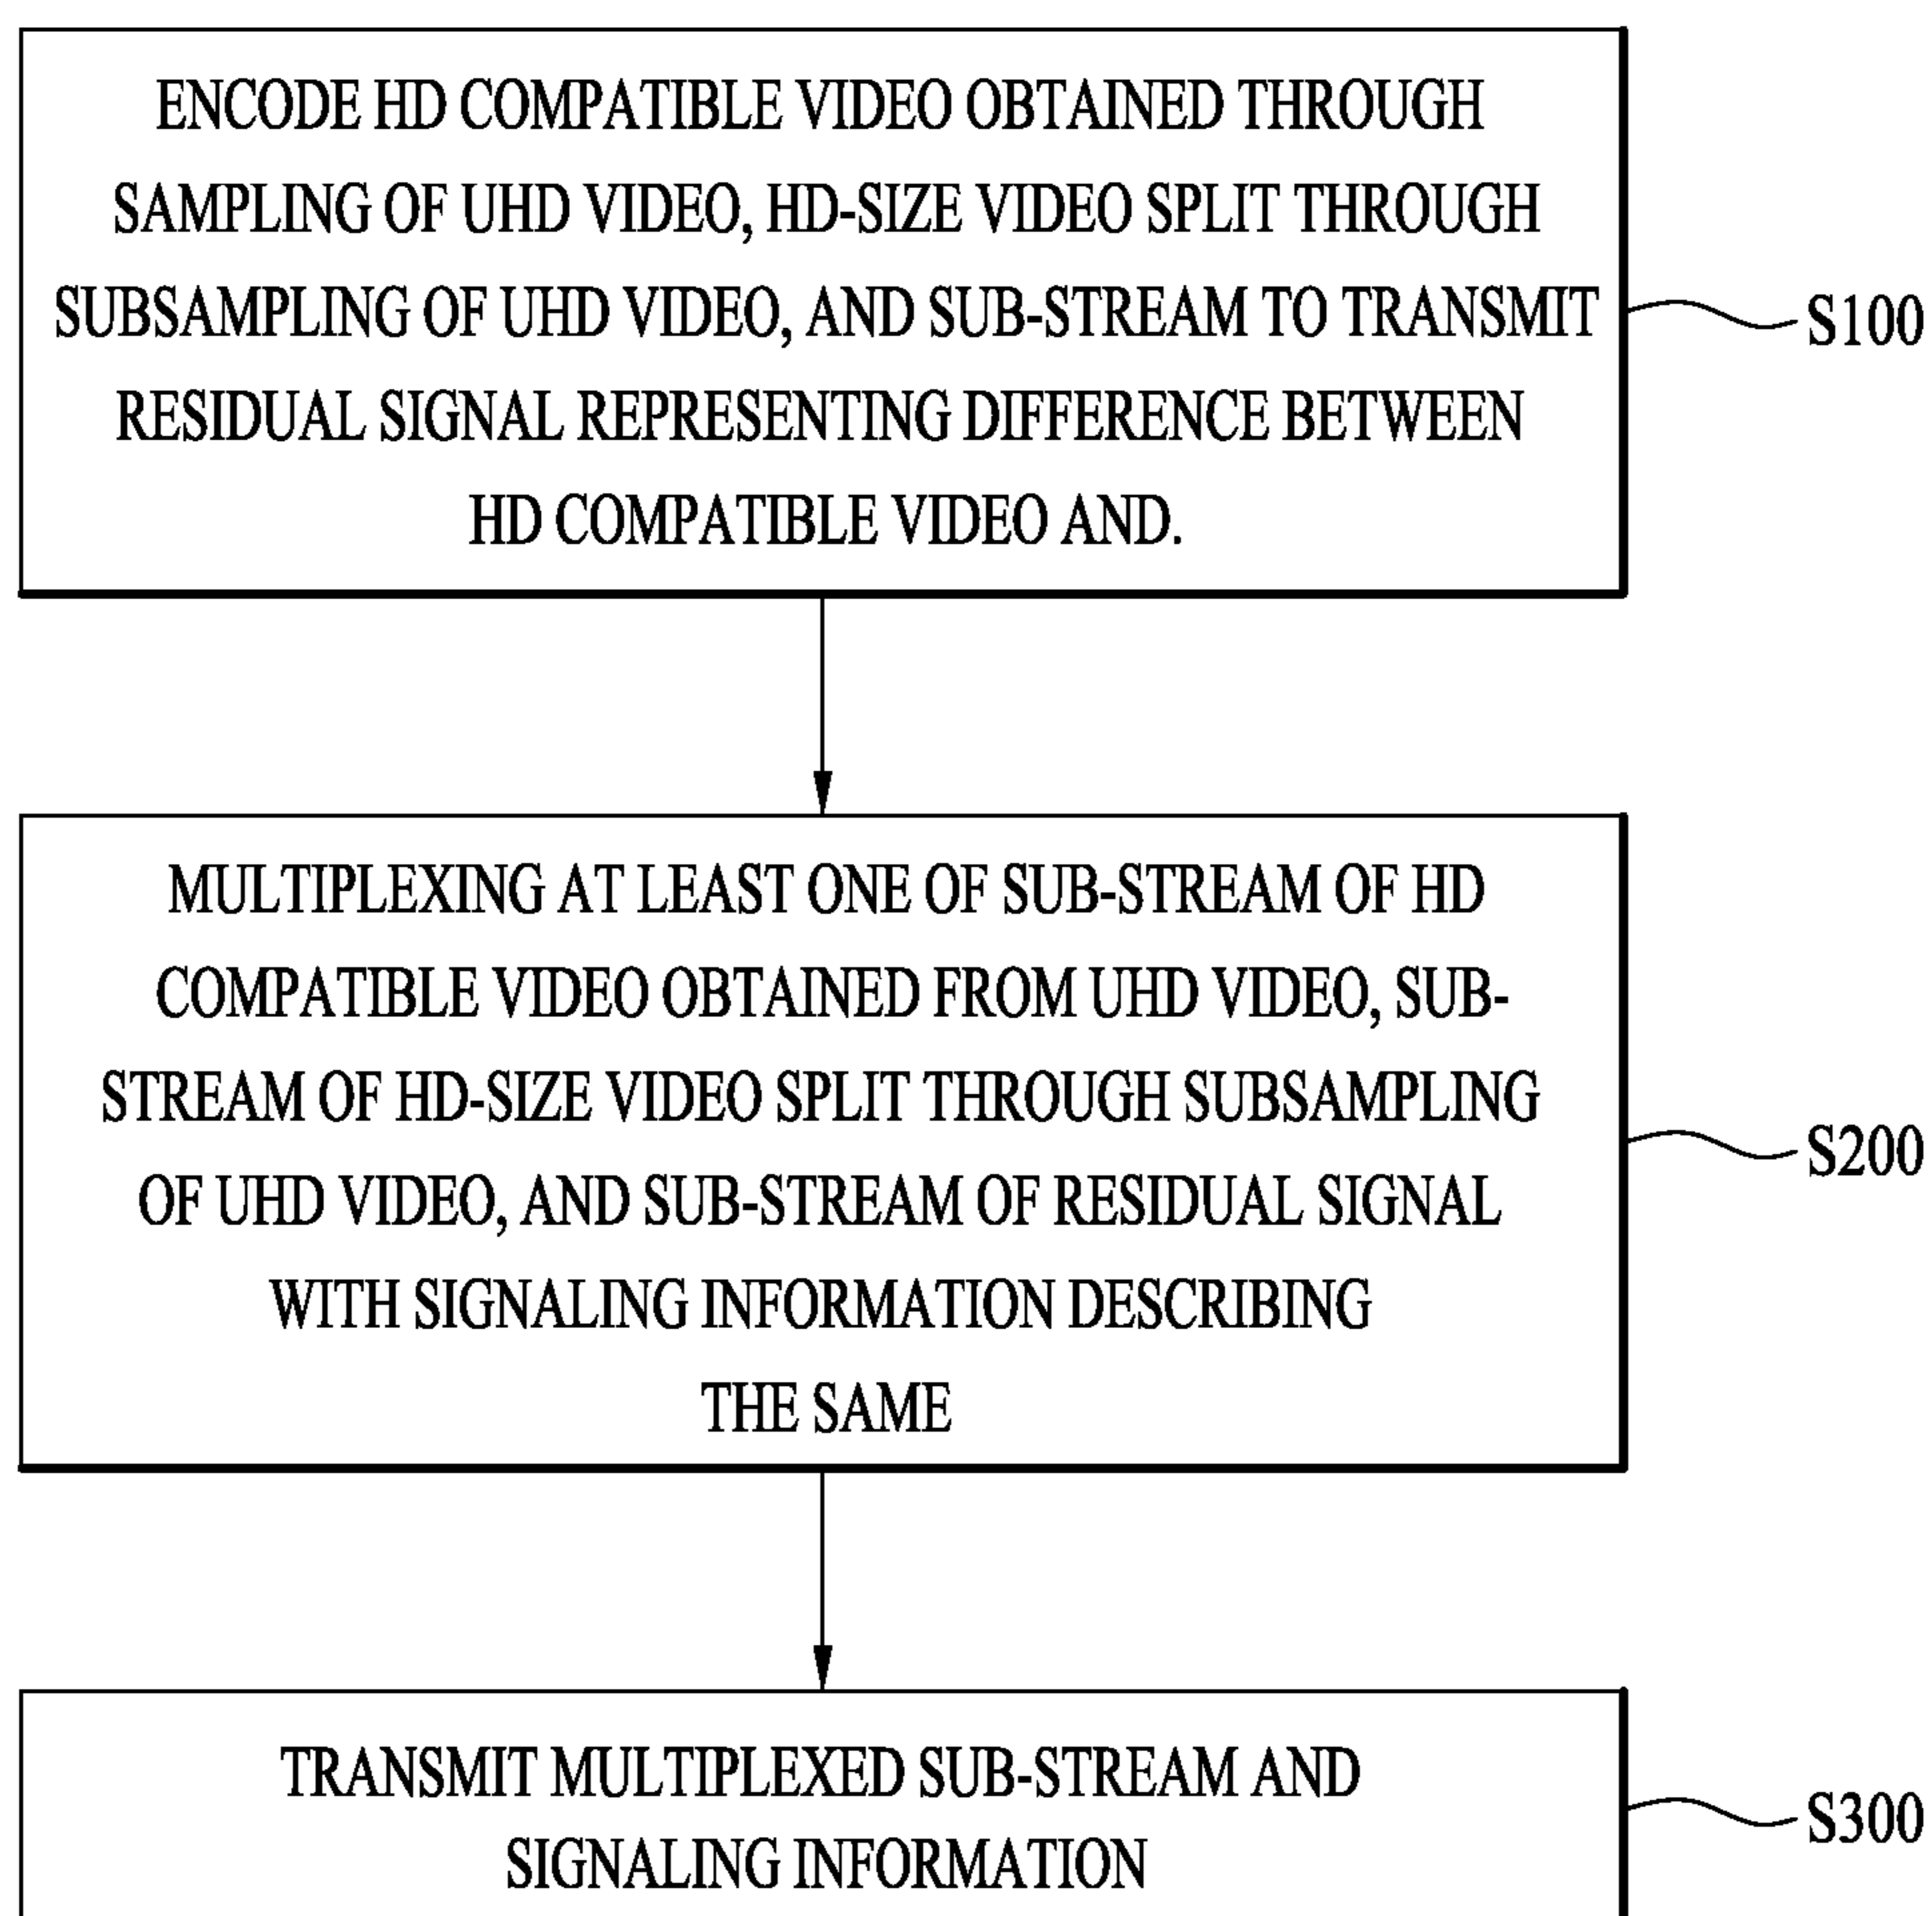 ENCODE HD COMPATIBLE VIDEO OBTAINED THROUGH
SAMPLING OF UHD VIDEO, HD-SIZE VIDEO SPLIT THROUGH
SUBSAMPLING OF UHD VIDEO, AND SUB-STREAM TO TRANSMIT
RESIDUAL SIGNAL REPRESENTING DIFFERENCE BETWEEN
HD COMPATIBLE VIDEO AND.
S100
MULTIPLEXING AT LEAST ONE OF SUB-STREAM OF HD
COMPATIBLE VIDEO OBTAINED FROM UHD VIDEO, SUB-
STREAM OF HD-SIZE VIDEO SPLIT THROUGH SUBSAMPLING
OF UHD VIDEO, AND SUB-STREAM OF RESIDUAL SIGNAL
WITH SIGNALING INFORMATION DESCRIBING
THE SAME
S200
TRANSMIT MULTIPLEXED SUB-STREAM AND
SIGNALING INFORMATION
S300